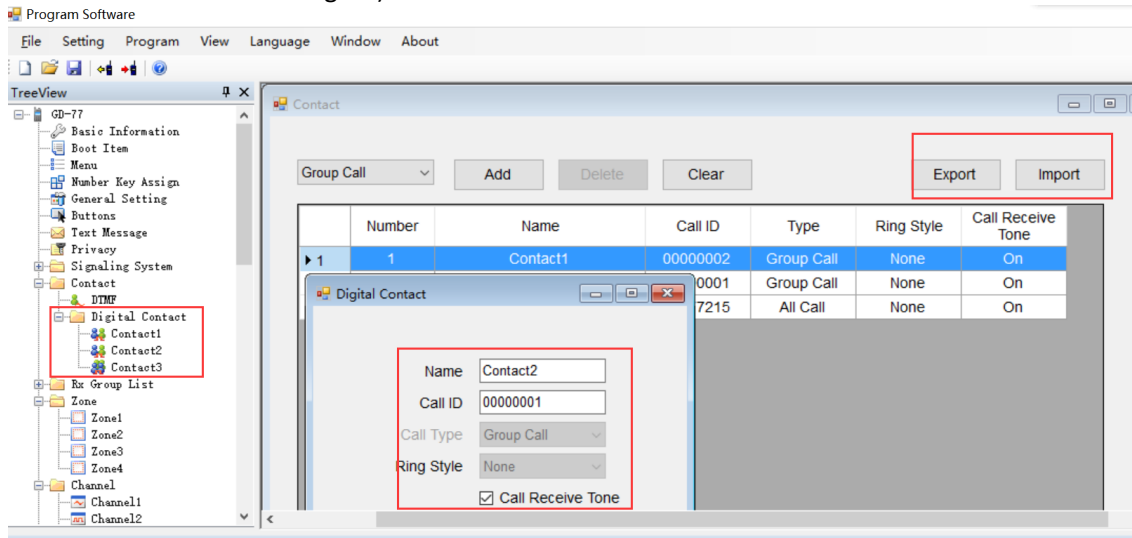 Program Software
File Setting Program View Language Window About
TreeView
GD-77
Basic Information
Boot Item
Menu
Number Key Assign
General Setting
Buttons
Text Message
Privacy
Signaling System
Contact
DTMF
Digital Contact
Contact1
Contact2
Contact3
Rx Group List
Zone
Zone1
Zone2
Zone3
Zone4
Channel
Channel1
Channel2
Contact
Group Call Add Delete Clear Export Import
Number Name Call ID Type Ring Style Call Receive Tone
1 1 Contact1 00000002 Group Call None On
0001 Group Call None On
7215 All Call None On
Digital Contact
Name Contact2
Call ID 00000001
Call Type Group Call
Ring Style None
Call Receive Tone